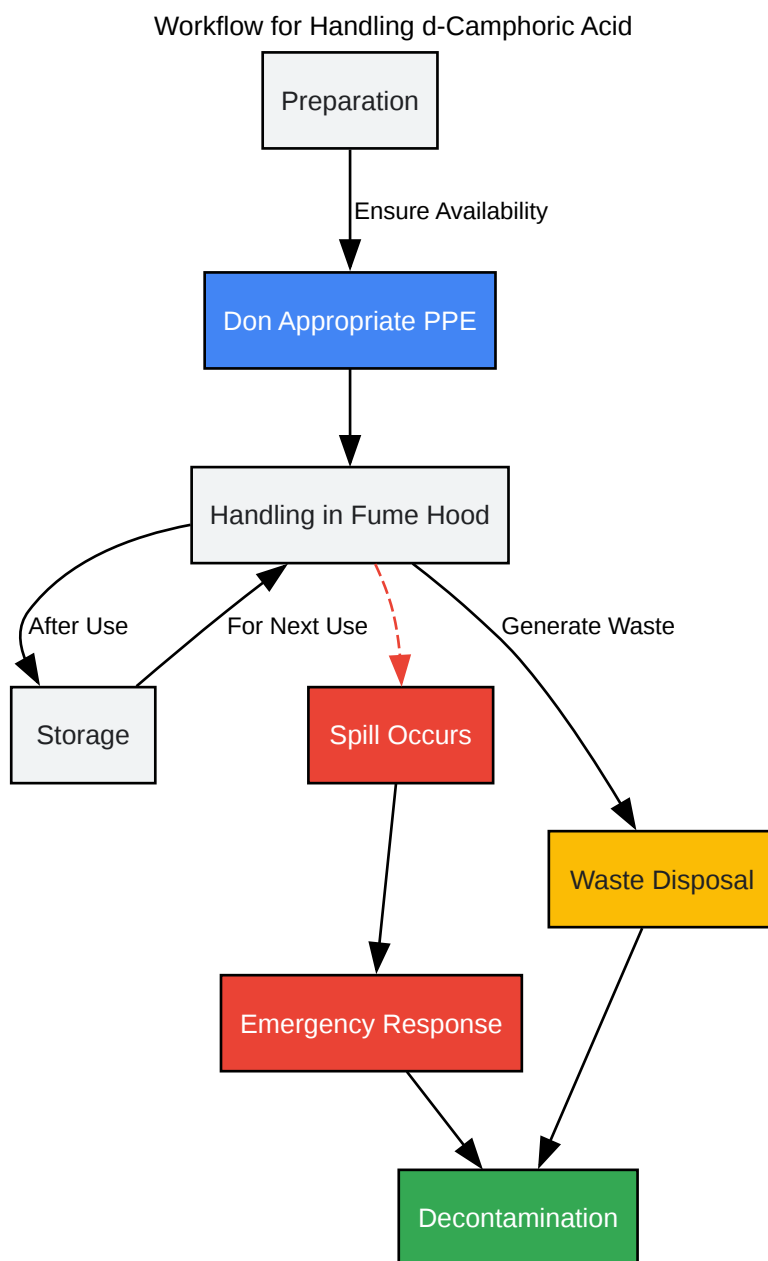 Workflow for Handling d-Camphoric Acid
Preparation
Ensure Availability
Don Appropriate PPE
Handling in Fume Hood
After Use
For Next Use
Generate Waste
Storage
Spill Occurs
Waste Disposal
Emergency Response
Decontamination